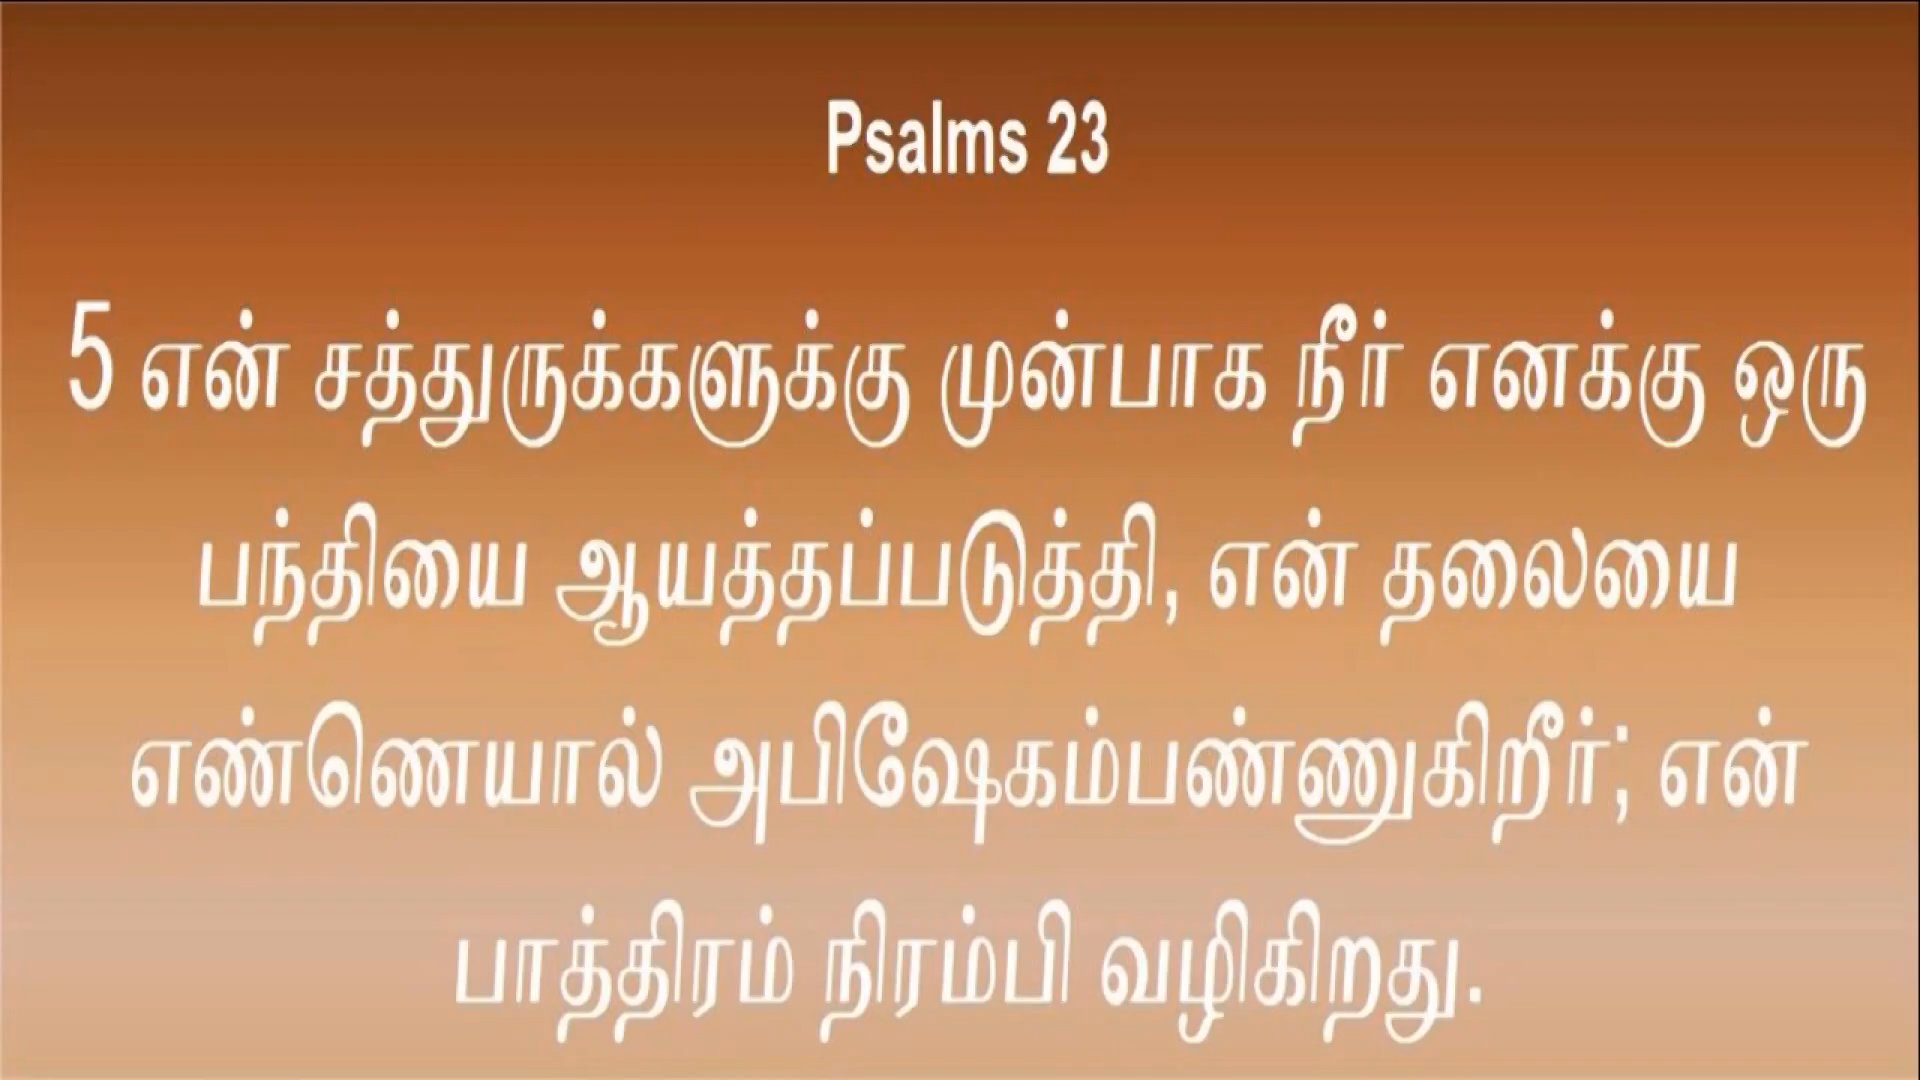 Psalms 23
5 என் சத்துருக்களுக்கு முன்பாக நீர் எனக்கு ஒரு
பந்தியை ஆயத்தப்படுத்தி, என் தலையை
எண்ணெயால் அபிஷேகம்பண்ணுகிறீர்; என்
பாத்திரம் நிரம்பி வழிகிறது.